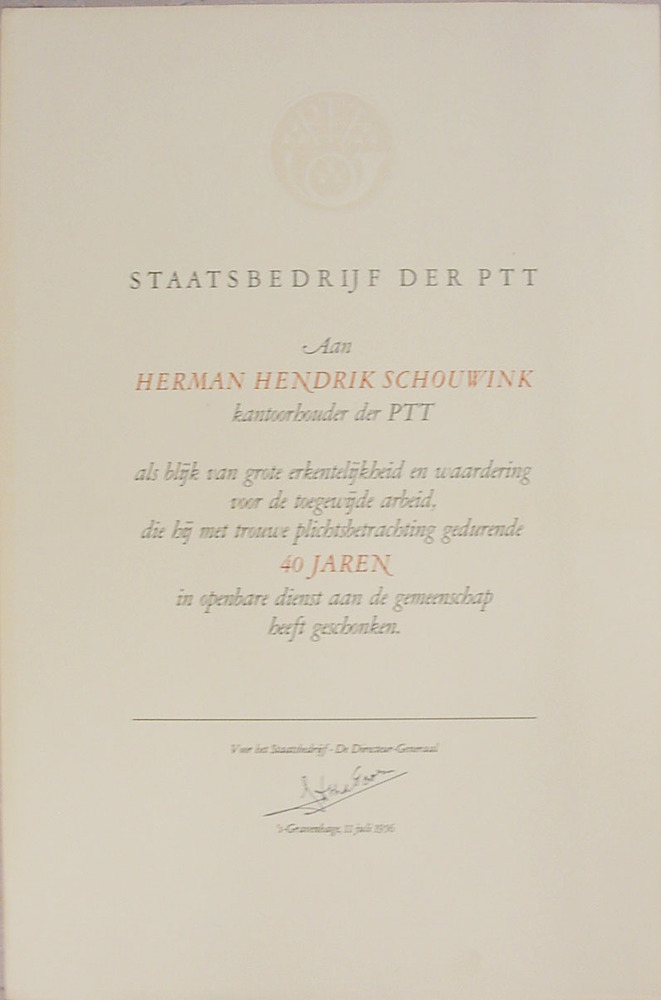 STAATSBEDRIJF DER PTT
Aan
HERMAN HENDRIK SCHOUWINK
kantoorhouder der PTT
als blijk van grote erkentelijkheid en waardering
voor de toegewijde arbeid,
die hij met trouwe plichtsbetrachting gedurende
40 JAREN
in openbare dienst aan de gemeenschap
heeft geschonken.
Voor het Staatsbedrijf - De Directeur-Generaal
's-Gravenhage, 11 juli 1956